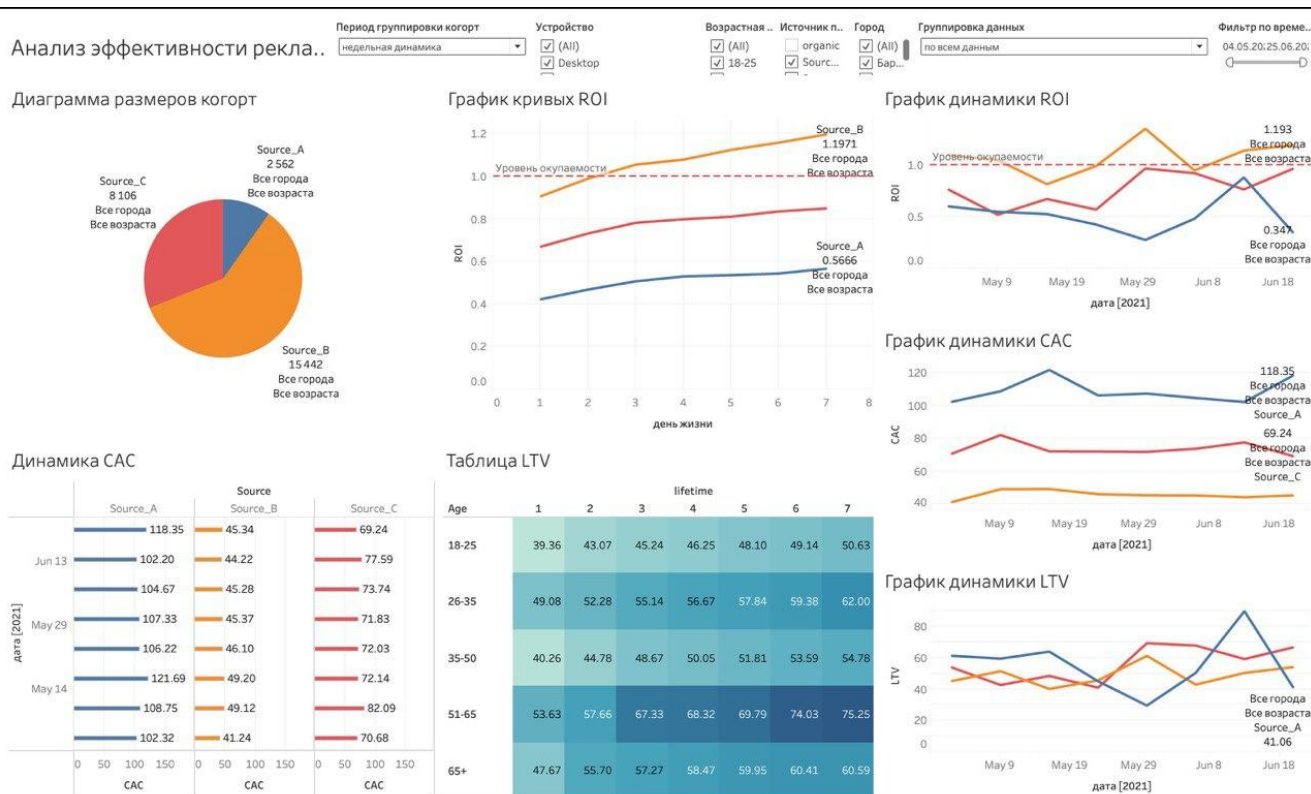 Анализ эффективности рекла..
Период группировки когорт
недельная динамика
Устройство
(All)
Desktop
Возрастная ..
(All)
18-25
Источник п..
organic
Sourc...
Город
(All)
Бар...
Группировка данных
по всем данным
Фильтр по време..
04.05.20:25.06.20:
Диаграмма размеров когорт
Source_A
2 562
Все города
Все возраста
Source_C
8 106
Все города
Все возраста
Source_B
15 442
Все города
Все возраста
График кривых ROI
1.2
1.0
0.8
0.6
0.4
0.2
0.0
ROI
Уровень окупаемости
Source_B
1.1971
Все города
Все возраста
Source_A
0.5666
Все города
Все возраста
0 1 2 3 4 5 6 7 8
день жизни
График динамики ROI
1.0
0.5
0.0
ROI
Уровень окупаемости
1.193
Все города
Все возраста
0.347
Все города
Все возраста
May 9 May 19 May 29 Jun 8 Jun 18
дата [2021]
График динамики CAC
120
100
80
60
40
CAC
118.35
Все города
Все возраста
Source_A
69.24
Все города
Все возраста
Source_C
May 9 May 19 May 29 Jun 8 Jun 18
дата [2021]
Динамика CAC
Source
Source_A Source_B Source_C
118.35 45.34 69.24
Jun 13 102.20 44.22 77.59
104.67 45.28 73.74
May 29 107.33 45.37 71.83
106.22 46.10 72.03
May 14 121.69 49.20 72.14
108.75 49.12 82.09
102.32 41.24 70.68
дата [2021]
0 50 100 150 0 50 100 150 0 50 100 150
CAC CAC CAC
Таблица LTV
lifetime
Age 1 2 3 4 5 6 7
18-25 39.36 43.07 45.24 46.25 48.10 49.14 50.63
26-35 49.08 52.28 55.14 56.67 57.84 59.38 62.00
35-50 40.26 44.78 48.67 50.05 51.81 53.59 54.78
51-65 53.63 57.66 67.33 68.32 69.79 74.03 75.25
65+ 47.67 55.70 57.27 58.47 59.95 60.41 60.59
График динамики LTV
80
60
40
20
0
LTV
Все города
Все возраста
Source_A
41.06
May 9 May 19 May 29 Jun 8 Jun 18
дата [2021]